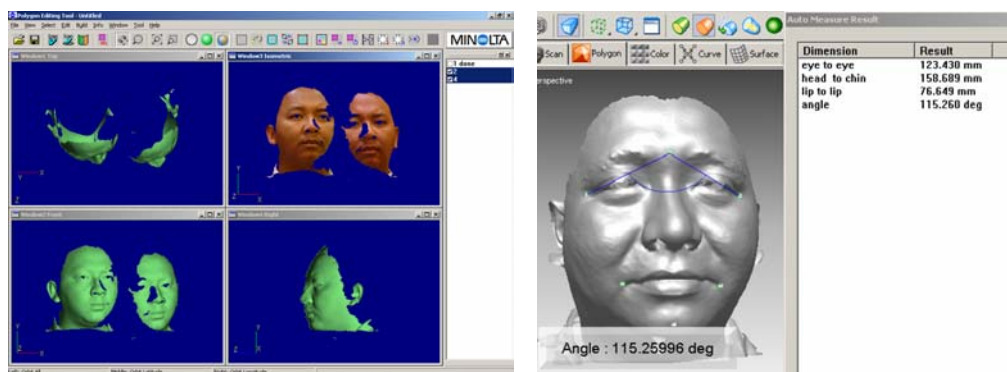 Polygon Editing Tool - Untitled
File View Select Edit Build Info Window Tool Help
MINOLTA
Window1 Top
Window3 Isometric
1 done
2
4
Y
X
Z
Y
Z
X
Window2 Front
Window4 Right
Y
Z
X
Y
Z
X
Scan
Polygon
Color
Curve
Surface
erspective
Angle : 115.25996 deg
Auto Measure Result
Dimension Result
eye to eye 123.430 mm
head to chin 158.689 mm
lip to lip 76.649 mm
angle 115.260 deg